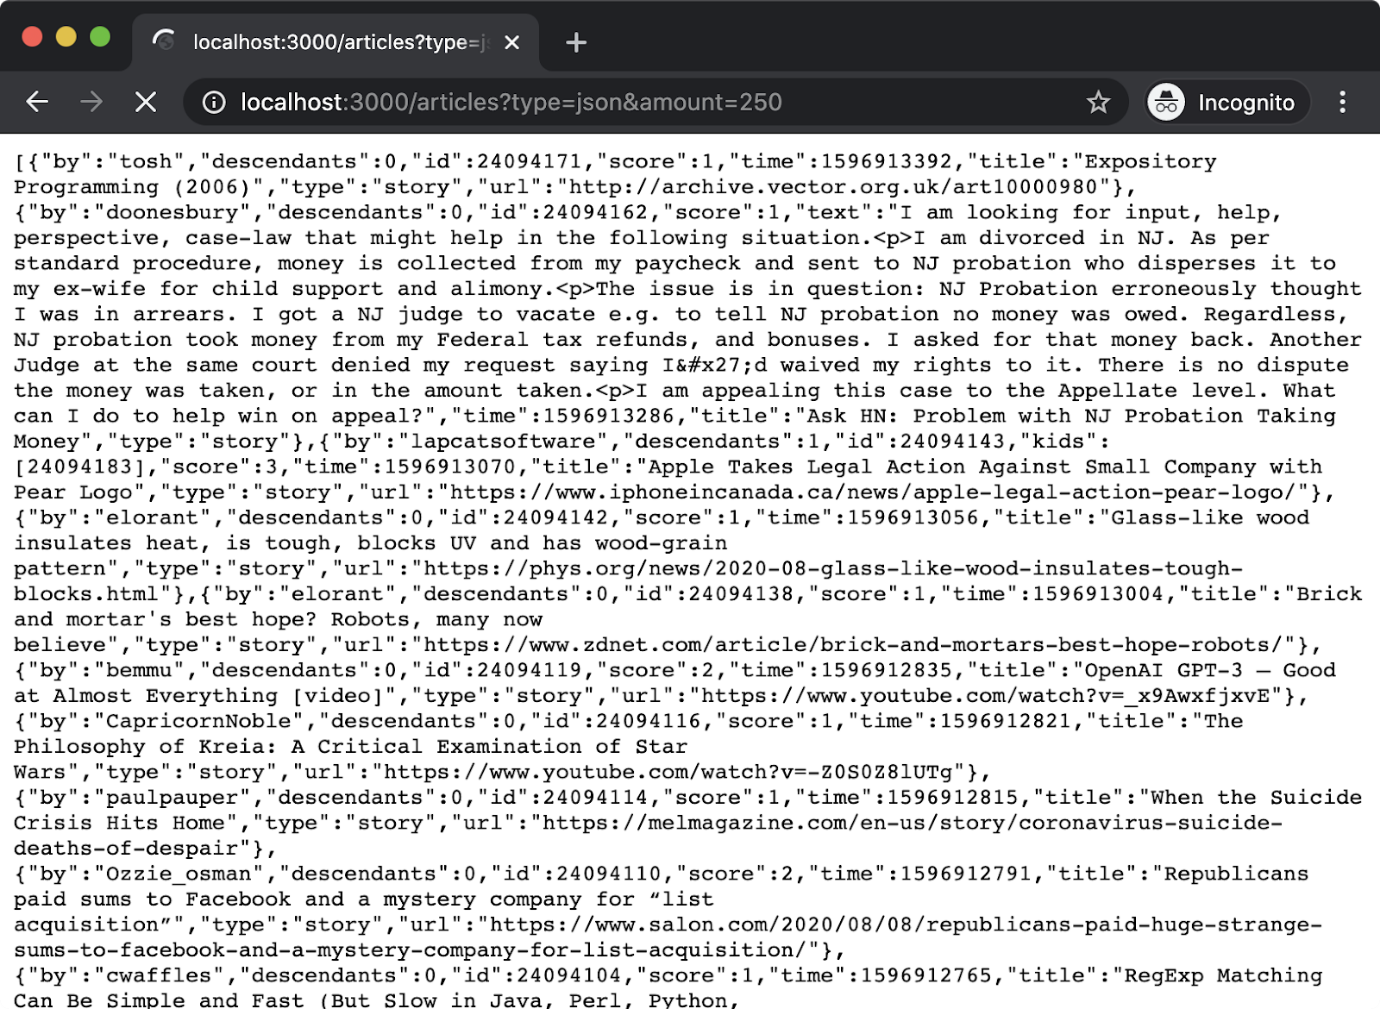 localhost:3000/articles?type=j
localhost:3000/articles?type=json&amount=250
Incognito
[{"by":"tosh","descendants":0,"id":24094171,"score":1,"time":1596913392,"title":"Expository
Programming (2006)","type":"story","url":"http://archive.vector.org.uk/art10000980"},
{"by":"doonesbury","descendants":0,"id":24094162,"score":1,"text":"I am looking for input, help,
perspective, case-law that might help in the following situation.<p>I am divorced in NJ. As per
standard procedure, money is collected from my paycheck and sent to NJ probation who disperses it to
my ex-wife for child support and alimony.<p>The issue is in question: NJ Probation erroneously thought
I was in arrears. I got a NJ judge to vacate e.g. to tell NJ probation no money was owed. Regardless,
NJ probation took money from my Federal tax refunds, and bonuses. I asked for that money back. Another
Judge at the same court denied my request saying I&#x27;d waived my rights to it. There is no dispute
the money was taken, or in the amount taken.<p>I am appealing this case to the Appellate level. What
can I do to help win on appeal?","time":1596913286,"title":"Ask HN: Problem with NJ Probation Taking
Money","type":"story"},{"by":"lapcatsoftware","descendants":1,"id":24094143,"kids":
[24094183],"score":3,"time":1596913070,"title":"Apple Takes Legal Action Against Small Company with
Pear Logo","type":"story","url":"https://www.iphoneincanada.ca/news/apple-legal-action-pear-logo/"},
{"by":"elorant","descendants":0,"id":24094142,"score":1,"time":1596913056,"title":"Glass-like wood
insulates heat, is tough, blocks UV and has wood-grain
pattern","type":"story","url":"https://phys.org/news/2020-08-glass-like-wood-insulates-tough-
blocks.html"},{"by":"elorant","descendants":0,"id":24094138,"score":1,"time":1596913004,"title":"Brick
and mortar's best hope? Robots, many now
believe","type":"story","url":"https://www.zdnet.com/article/brick-and-mortars-best-hope-robots/"},
{"by":"bemmu","descendants":0,"id":24094119,"score":2,"time":1596912835,"title":"OpenAI GPT-3 – Good
at Almost Everything [video]","type":"story","url":"https://www.youtube.com/watch?v=_x9AwxfjxvE"},
{"by":"CapricornNoble","descendants":0,"id":24094116,"score":1,"time":1596912821,"title":"The
Philosophy of Kreia: A Critical Examination of Star
Wars","type":"story","url":"https://www.youtube.com/watch?v=-Z0S0Z8lUTg"},
{"by":"paulpauper","descendants":0,"id":24094114,"score":1,"time":1596912815,"title":"When the Suicide
Crisis Hits Home","type":"story","url":"https://melmagazine.com/en-us/story/coronavirus-suicide-
deaths-of-despair"},
{"by":"Ozzie_osman","descendants":0,"id":24094110,"score":2,"time":1596912791,"title":"Republicans
paid sums to Facebook and a mystery company for “list
acquisition”","type":"story","url":"https://www.salon.com/2020/08/08/republicans-paid-huge-strange-
sums-to-facebook-and-a-mystery-company-for-list-acquisition/"},
{"by":"cwaffles","descendants":0,"id":24094104,"score":1,"time":1596912765,"title":"RegExp Matching
Can Be Simple and Fast (But Slow in Java, Perl, Python,